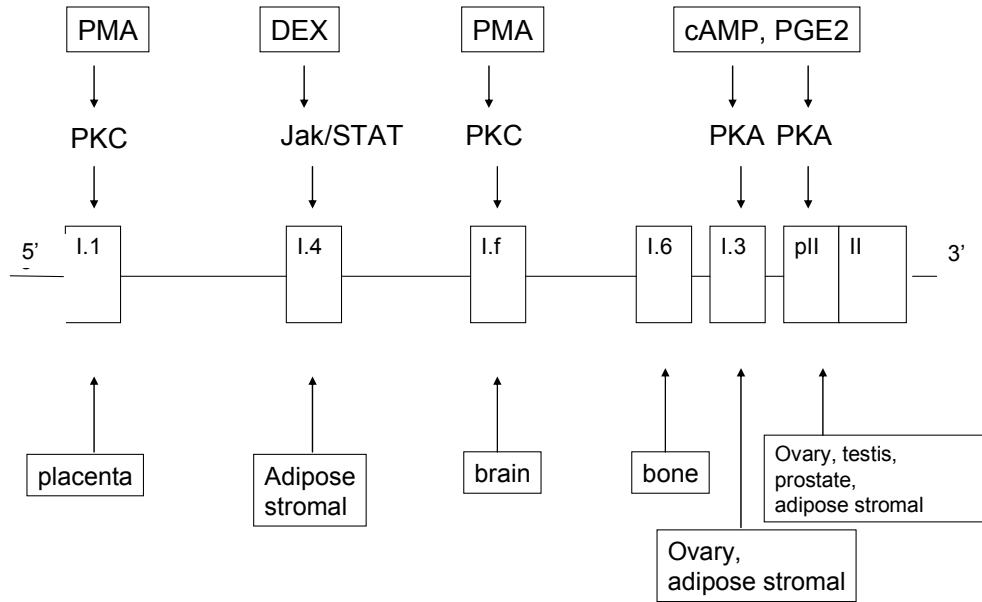 PMA DEX PMA cAMP, PGE2
PKC Jak/STAT PKC PKA PKA
5’ I.1 I.4 I.f I.6 I.3 pII II 3’
placenta
Adipose
stromal
brain
bone
Ovary, testis,
prostate,
adipose stromal
Ovary,
adipose stromal